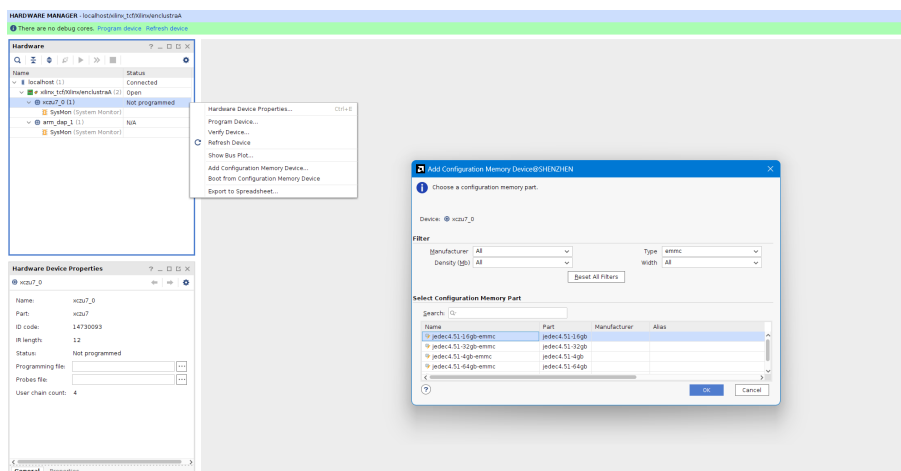 HARDWARE MANAGER - localhost/xilinx_tcf/Xilinx/enclustraA
There are no debug cores. Program device Refresh device
Hardware
Name Status
localhost (1) Connected
xilinx_tcf/Xilinx/enclustraA (2) Open
xczu7_0 (1) Not programmed
SysMon (System Monitor)
arm_dap_1 (1) N/A
SysMon (System Monitor)
Hardware Device Properties... Ctrl+E
Program Device...
Verify Device...
Refresh Device
Show Bus Plot...
Add Configuration Memory Device...
Boot from Configuration Memory Device
Export to Spreadsheet...
Hardware Device Properties
xczu7_0
Name: xczu7_0
Part: xczu7
ID code: 14730093
IR length: 12
Status: Not programmed
Programming file:
Probes file:
User chain count: 4
General Properties
Add Configuration Memory Device@SHENZHEN
Choose a configuration memory part.
Device: xczu7_0
Filter
Manufacturer All Type emmc
Density (Mb) All Width All
Reset All Filters
Select Configuration Memory Part
Search:
Name Part Manufacturer Alias
jedec4.51-16gb-emmc jedec4.51-16gb
jedec4.51-32gb-emmc jedec4.51-32gb
jedec4.51-4gb-emmc jedec4.51-4gb
jedec4.51-64gb-emmc jedec4.51-64gb
OK Cancel